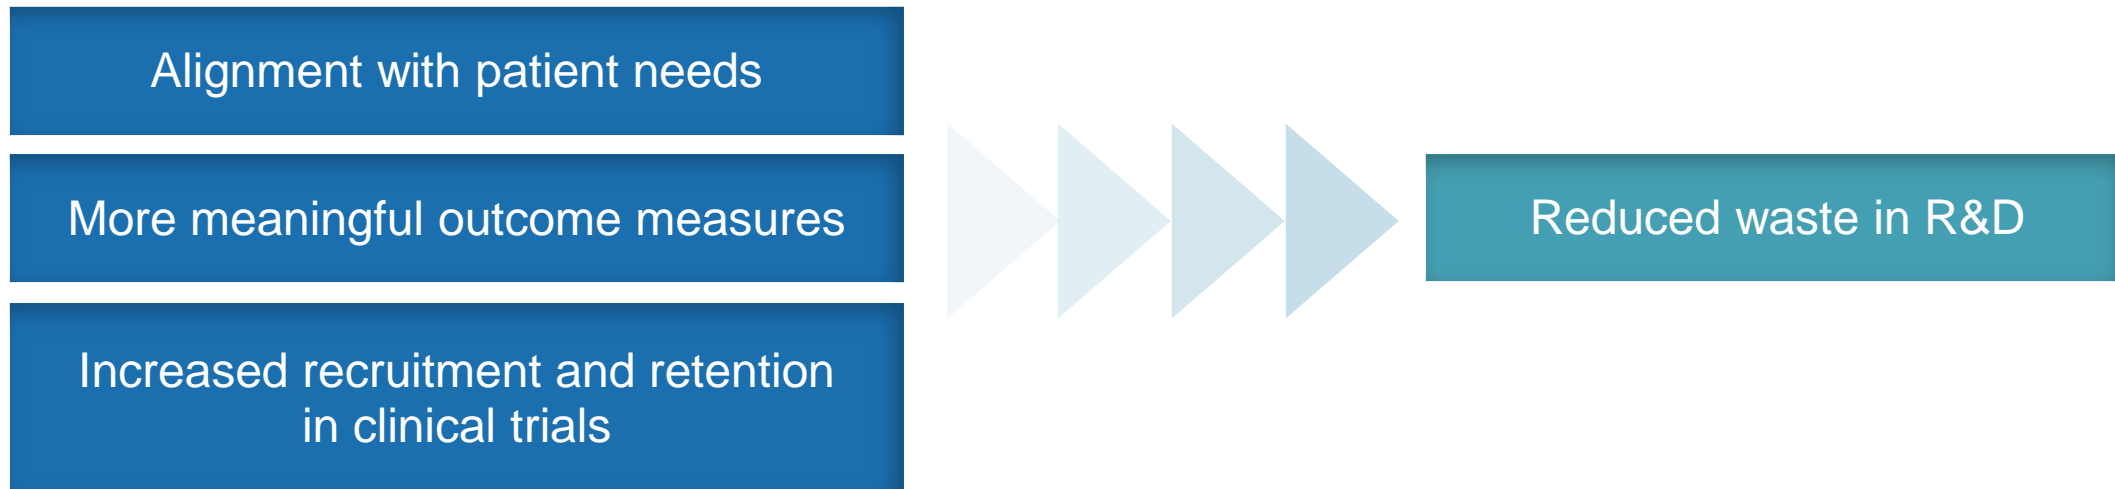 Alignment with patient needs
More meaningful outcome measures
Increased recruitment and retention
in clinical trials
Reduced waste in R&D